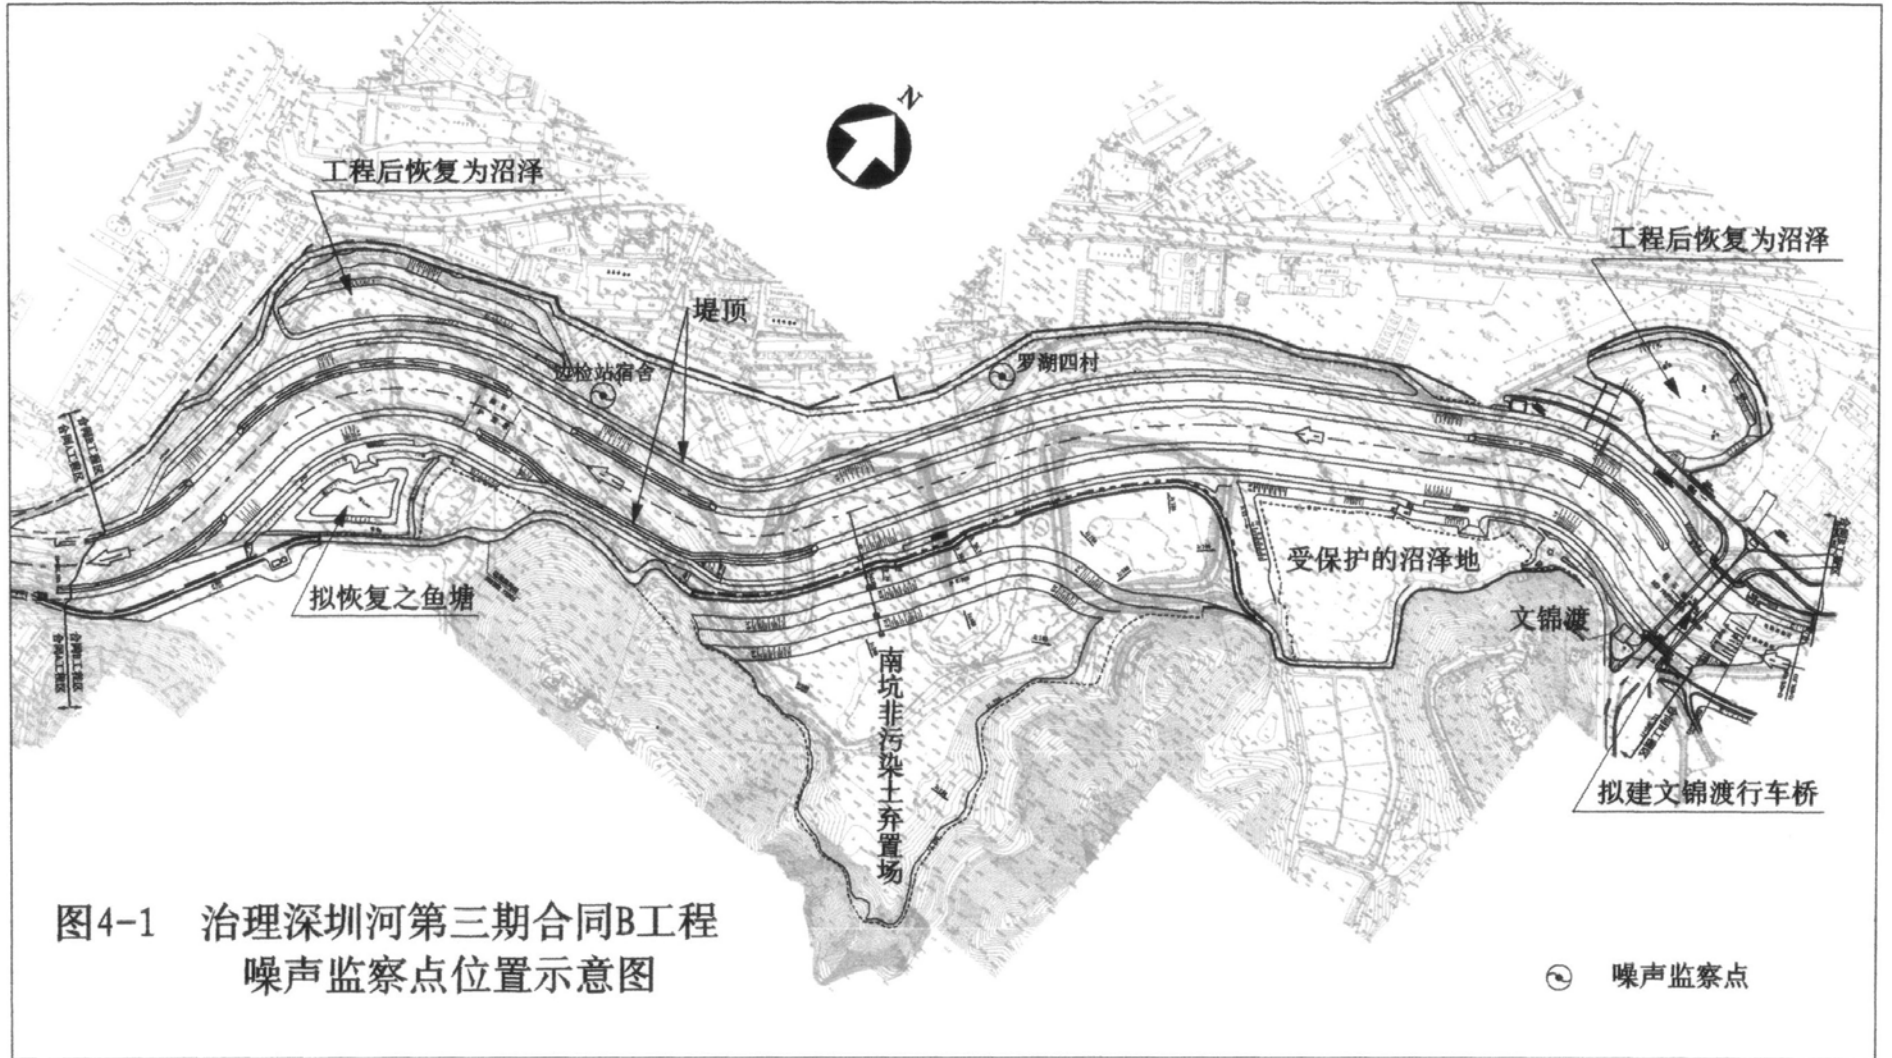 N
工程后恢复为沼泽
工程后恢复为沼泽
堤顶
罗湖四村
边检站宿舍
受保护的沼泽地
拟恢复之鱼塘
文锦渡
南坑非污染土弃置场
拟建文锦渡行车桥
图4-1 治理深圳河第三期合同B工程
噪声监察点位置示意图
噪声监察点